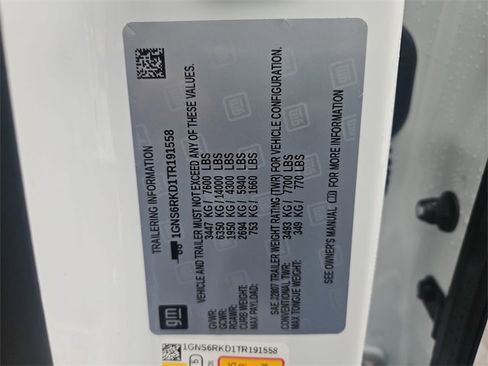 TRAILERING INFORMATION
1GNS6RKD1TR191558
VEHICLE AND TRAILER MUST NOT EXCEED ANY OF THESE VALUES.
GVWR: 3447 KG / 7600 LBS
GCWR: 6350 KG / 14000 LBS
RGAWR: 1950 KG / 4300 LBS
CURB WEIGHT: 2694 KG / 5940 LBS
MAX PAYLOAD: 753 KG / 1660 LBS
SAE J2807 TRAILER WEIGHT RATING (TWR) FOR VEHICLE CONFIGURATION.
CONVENTIONAL TWR: 3493 KG / 7700 LBS
MAX TONGUE WEIGHT: 349 KG / 770 LBS
SEE OWNER'S MANUAL FOR MORE INFORMATION
gm
1GNS6RKD1TR191558
5